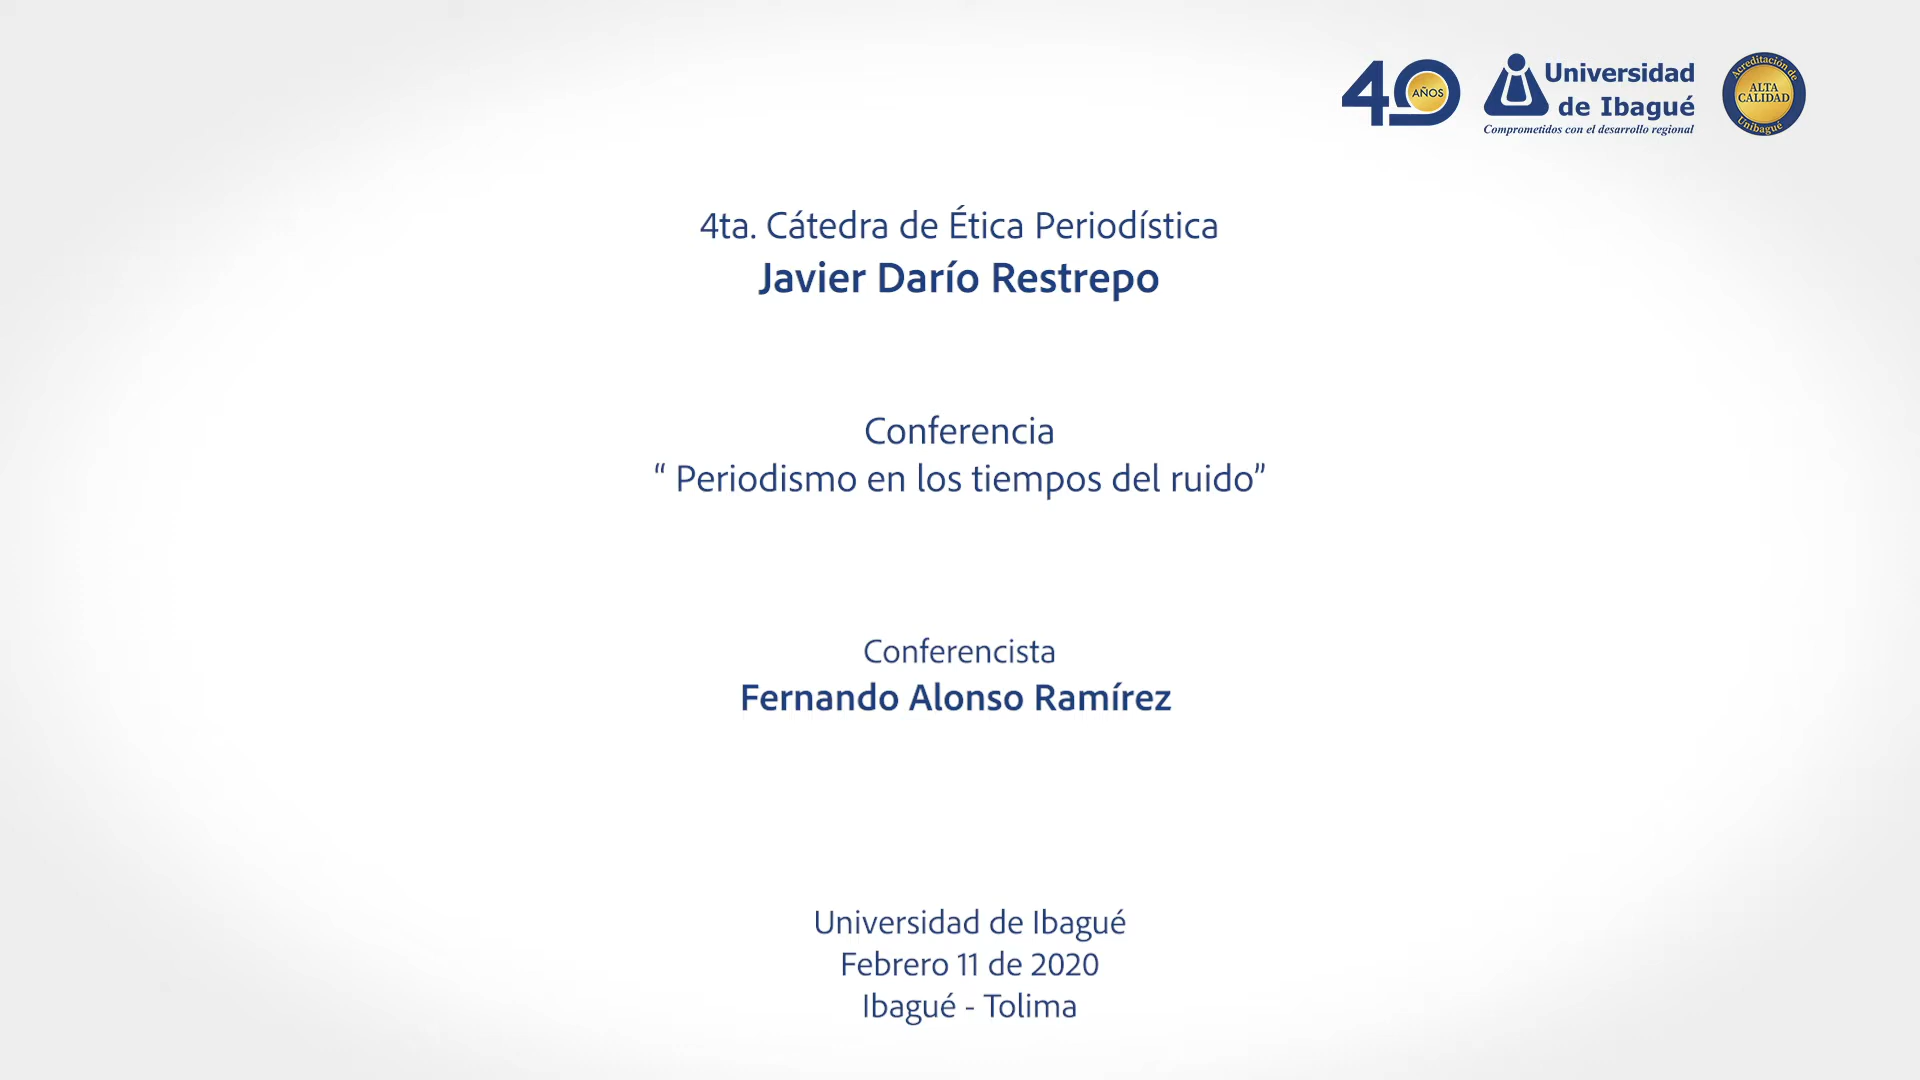 40 AÑOS
Universidad
de Ibagué
Comprometidos con el desarrollo regional
Acreditación de
ALTA
CALIDAD
Unibagué
4ta. Cátedra de Ética Periodística
Javier Darío Restrepo
Conferencia
“ Periodismo en los tiempos del ruido”
Conferencista
Fernando Alonso Ramírez
Universidad de Ibagué
Febrero 11 de 2020
Ibagué - Tolima